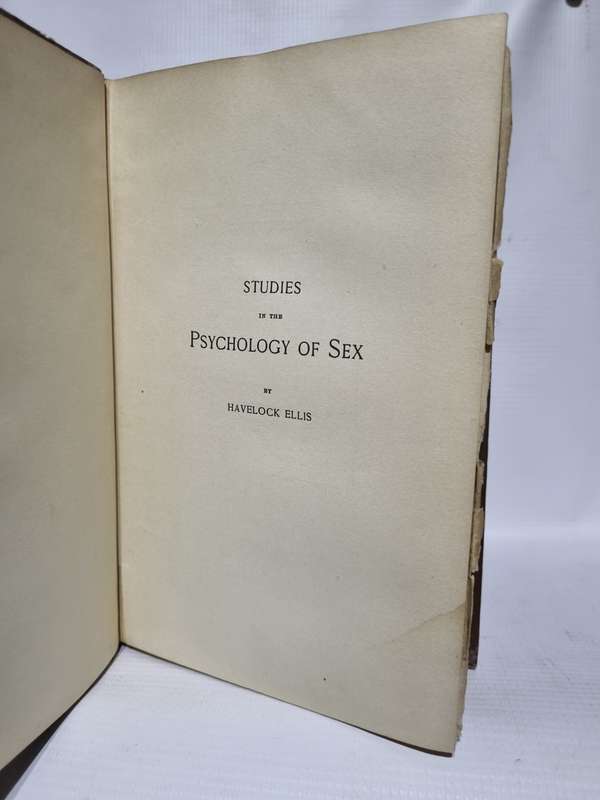 STUDIES
IN THE
PSYCHOLOGY OF SEX
BY
HAVELOCK ELLIS